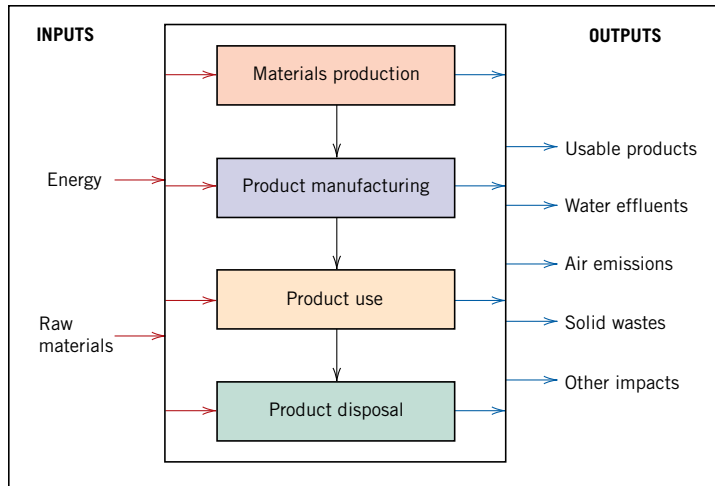 INPUTS
OUTPUTS
Materials production
Usable products
Energy
Product manufacturing
Water effluents
Air emissions
Product use
Solid wastes
Raw
materials
Other impacts
Product disposal